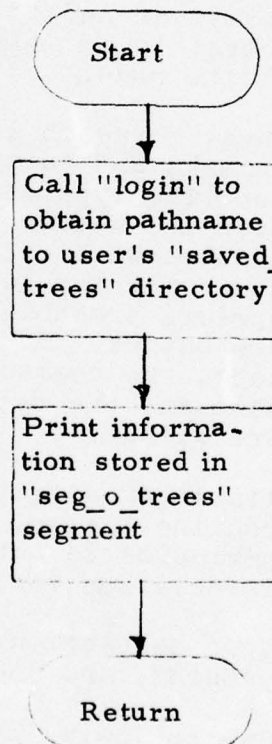 Start
Call "login" to
obtain pathname
to user's "saved_
trees" directory
Print informa-
tion stored in
"seg_o_trees"
segment
Return